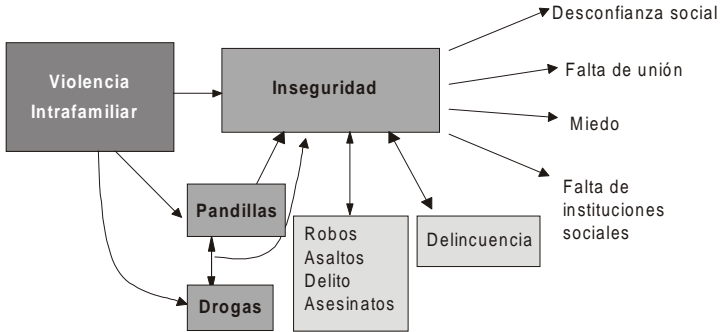 Violencia
Intrafamiliar
Inseguridad
Desconfianza social
Falta de unión
Miedo
Falta de
instituciones
sociales
Pandillas
Drogas
Robos
Asaltos
Delito
Asesinatos
Delincuencia